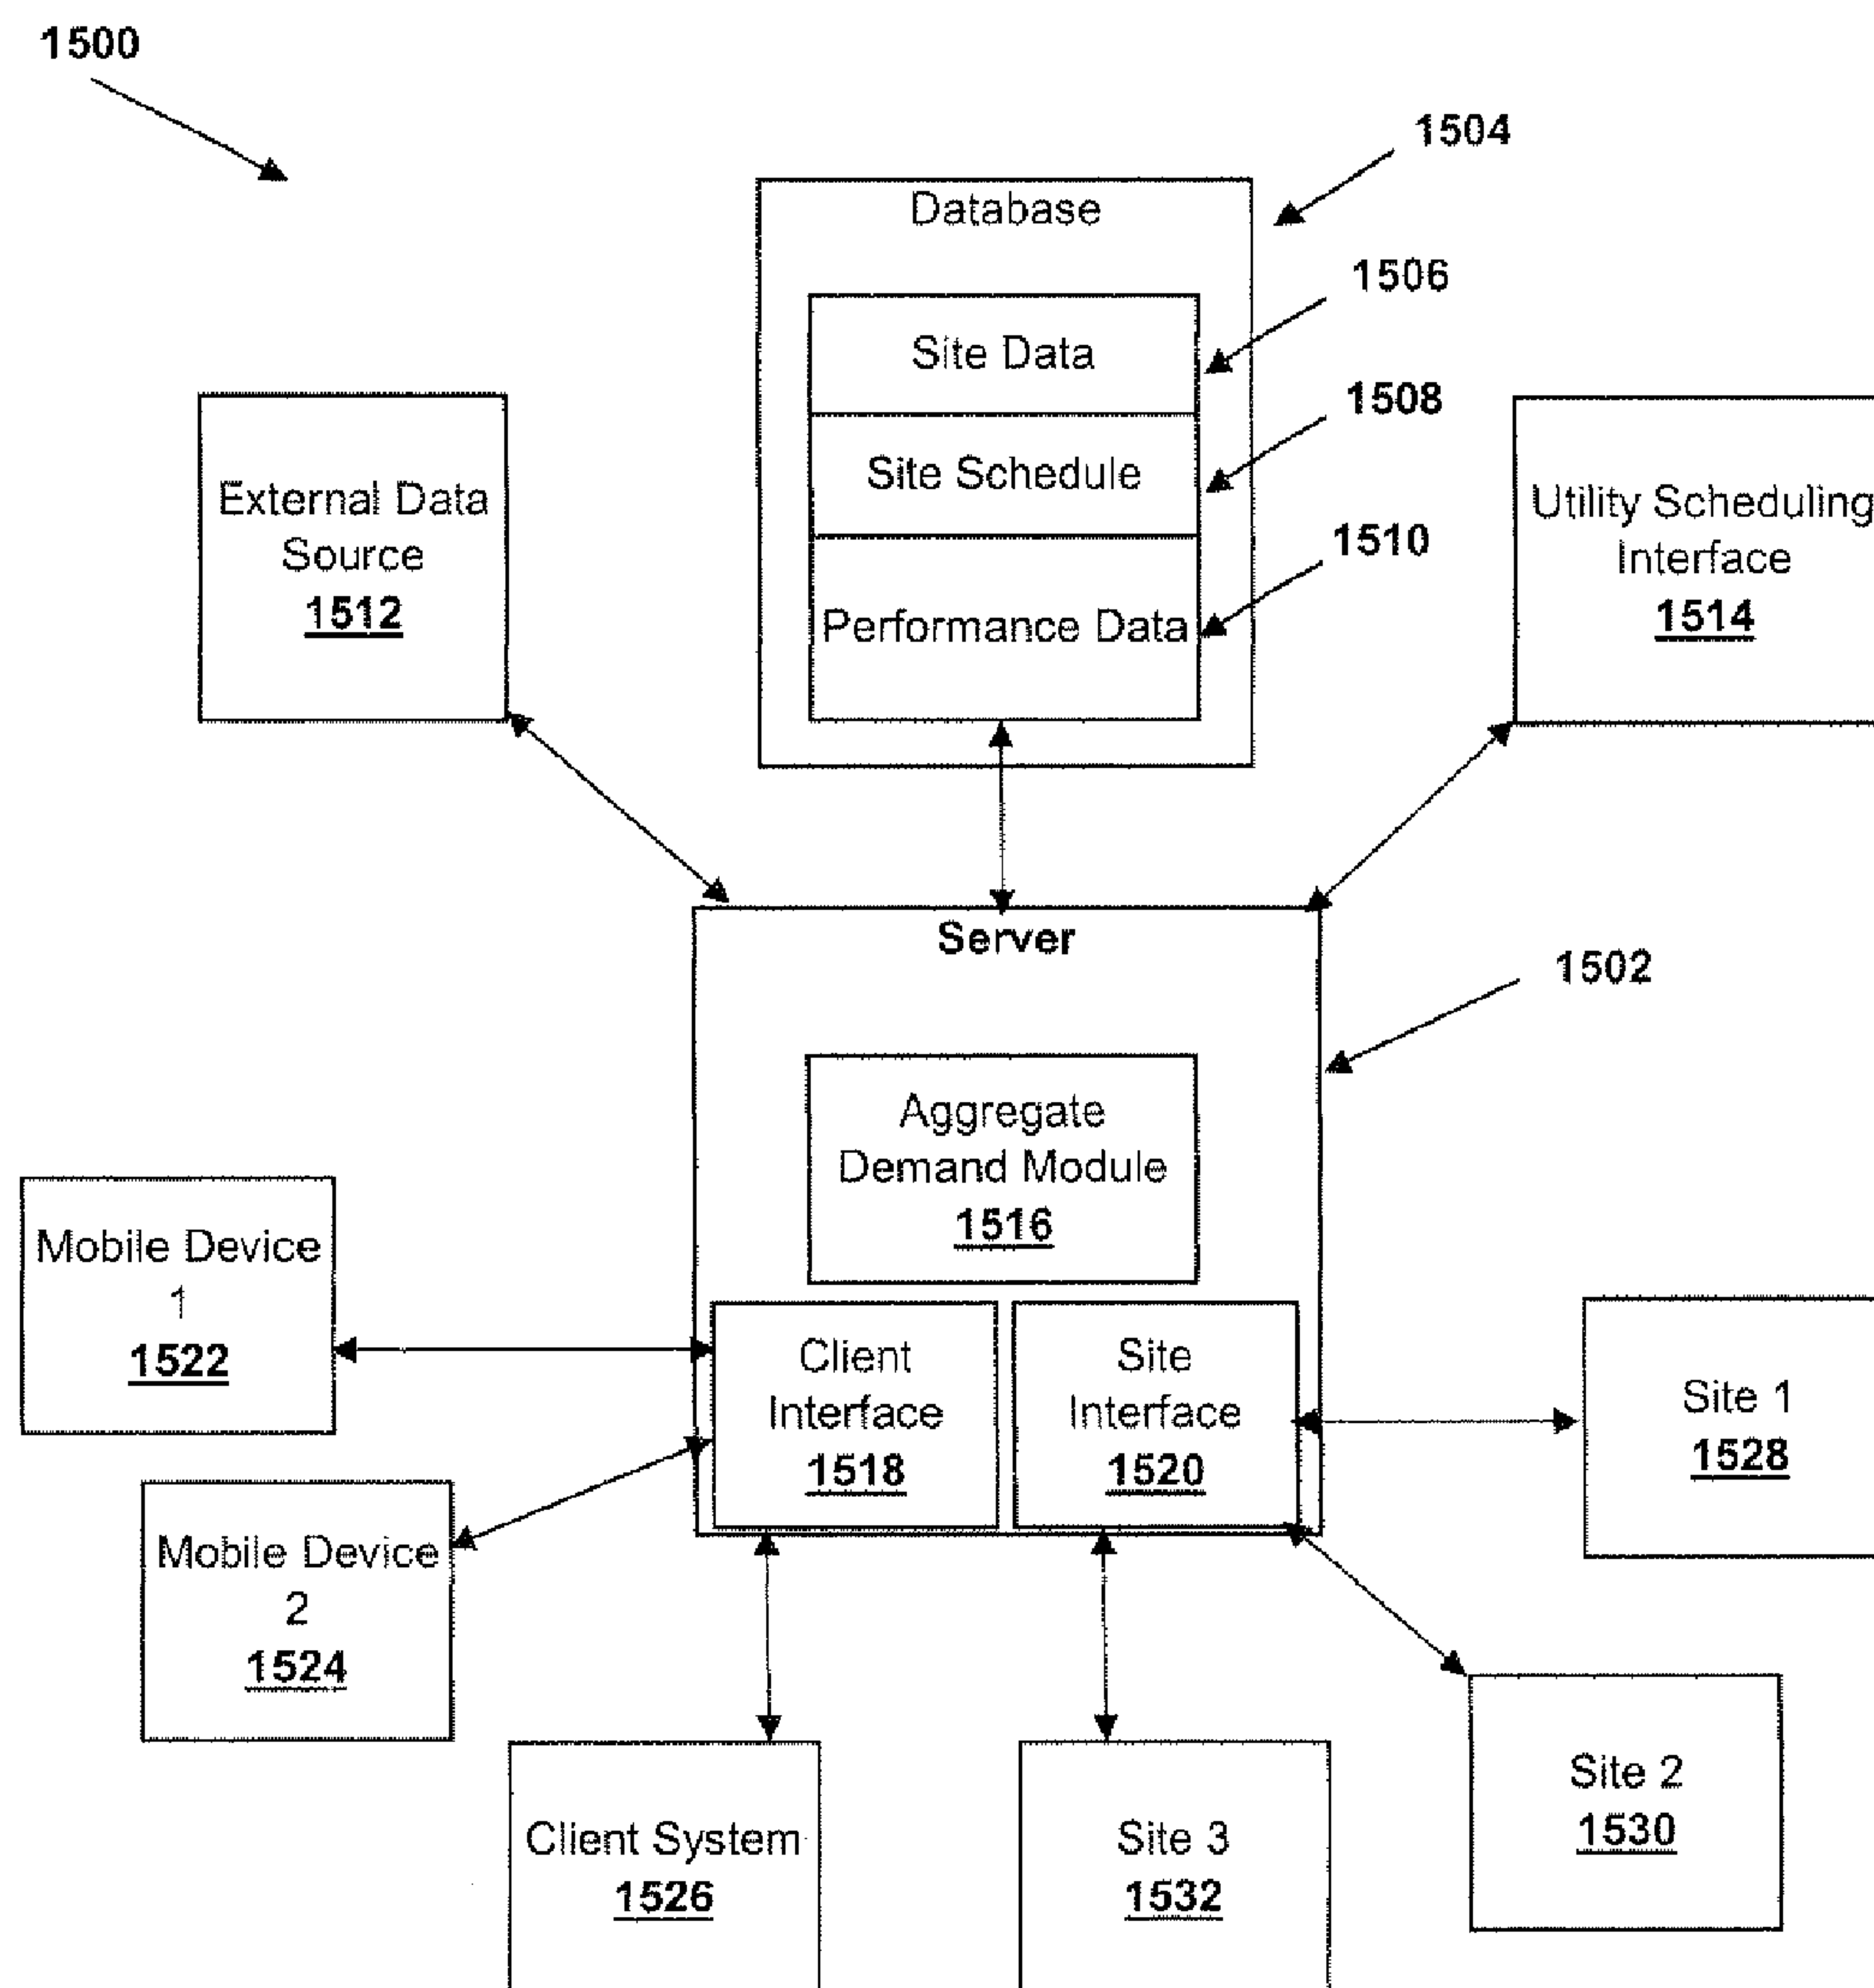 1500
1504
Database
1506
Site Data
1508
Site Schedule
1510
Performance Data
External Data
Source
1512
Utility Scheduling
Interface
1514
Server
1502
Aggregate
Demand Module
1516
Mobile Device
1
1522
Client
Interface
1518
Site
Interface
1520
Site 1
1528
Mobile Device
2
1524
Client System
1526
Site 3
1532
Site 2
1530